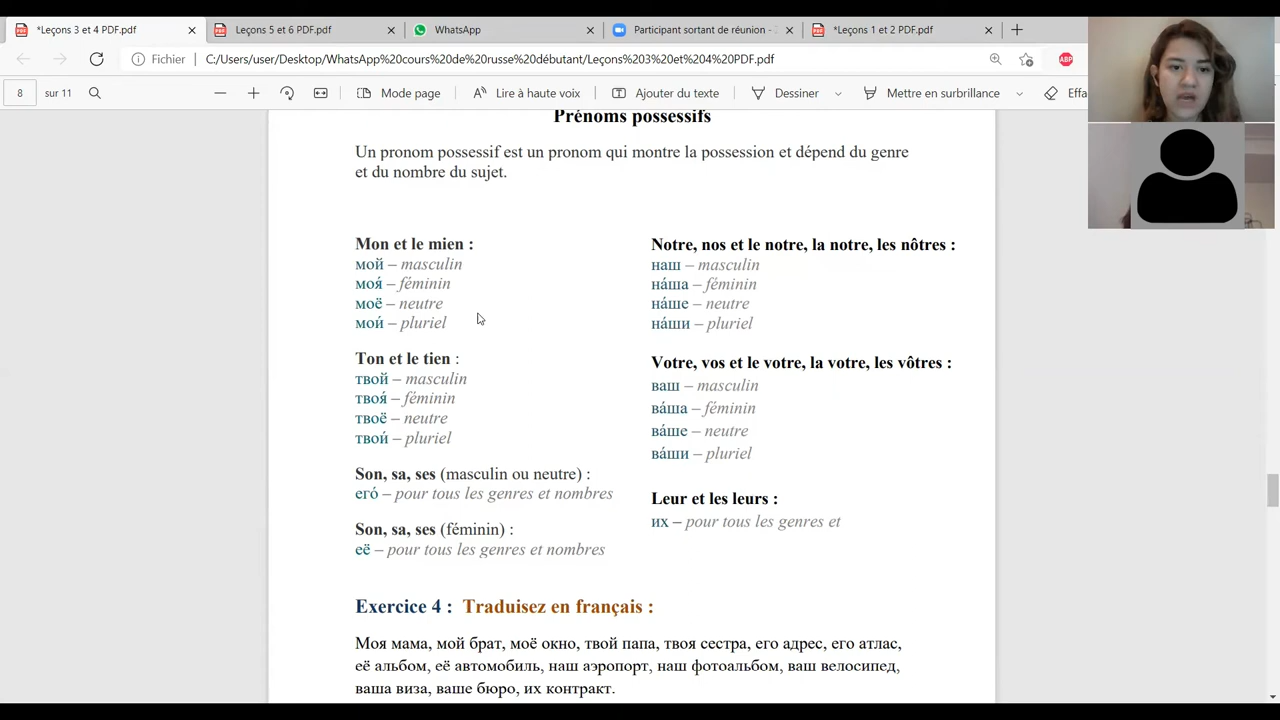 *Leçons 3 et 4 PDF.pdf
Leçons 5 et 6 PDF.pdf
WhatsApp
Participant sortant de réunion -
*Leçons 1 et 2 PDF.pdf
Fichier
C:/Users/user/Desktop/WhatsApp%20cours%20de%20russe%20débutant/Leçons%203%20et%204%20PDF.pdf
ABP
8 sur 11
Mode page
Lire à haute voix
Ajouter du texte
Dessiner
Mettre en surbrillance
Effa
Prénoms possessifs
Un pronom possessif est un pronom qui montre la possession et dépend du genre
et du nombre du sujet.
Mon et le mien :
мой – masculin
моя́ – féminin
моё – neutre
мои́ – pluriel
Ton et le tien :
твой – masculin
твоя́ – féminin
твоё – neutre
твои́ – pluriel
Son, sa, ses (masculin ou neutre) :
его́ – pour tous les genres et nombres
Son, sa, ses (féminin) :
её – pour tous les genres et nombres
Notre, nos et le notre, la notre, les nôtres :
наш – masculin
на́ша – féminin
на́ше – neutre
на́ши – pluriel
Votre, vos et le votre, la votre, les vôtres :
ваш – masculin
ва́ша – féminin
ва́ше – neutre
ва́ши – pluriel
Leur et les leurs :
их – pour tous les genres et
Exercice 4 : Traduisez en français :
Моя мама, мой брат, моё окно, твой папа, твоя сестра, его адрес, его атлас,
её альбом, её автомобиль, наш аэропорт, наш фотоальбом, ваш велосипед,
ваша виза, ваше бюро, их контракт.